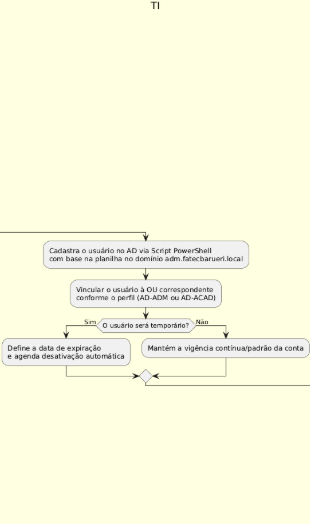 TI
Cadastra o usuário no AD via Script PowerShell
com base na planilha no domínio adm.fatecbarueri.local
Vincular o usuário à OU correspondente
conforme o perfil (AD-ADM ou AD-ACAD)
Sim
O usuário será temporário?
Não
Define a data de expiração
e agenda desativação automática
Mantém a vigência contínua/padrão da conta